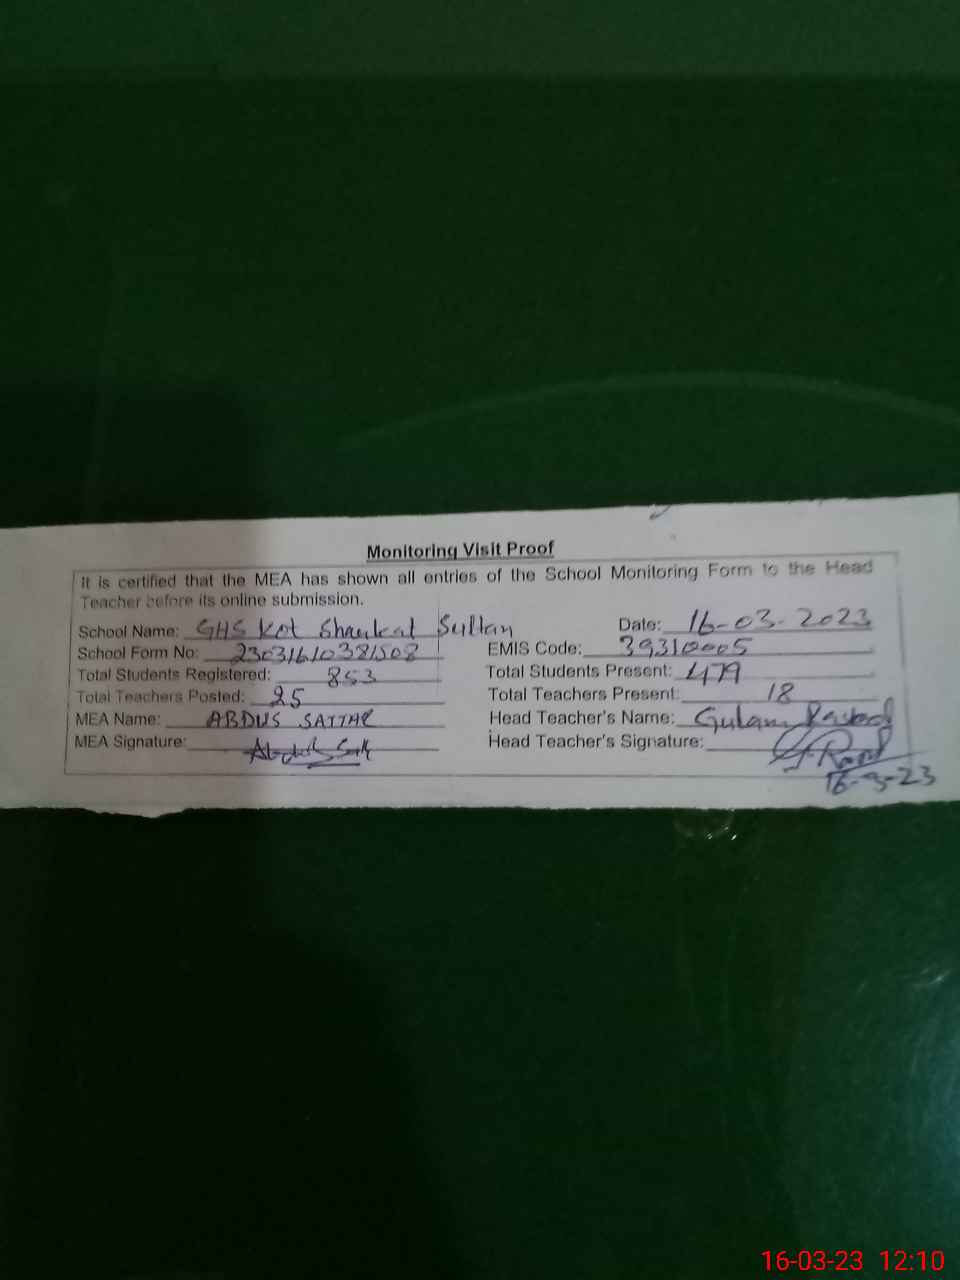 Monitoring Visit Proof
It is certified that the MEA has shown all entries of the School Monitoring Form to the Head
Teacher before its online submission.
School Name: GHS Kot Shaukat Sultan Date: 16-03-2023
School Form No: 23031610381508 EMIS Code: 39310005
Total Students Registered: 853 Total Students Present: 479
Total Teachers Posted: 25 Total Teachers Present: 18
MEA Name: ABDUS SATTAR Head Teacher's Name: Gulam
MEA Signature: Head Teacher's Signature:
16-3-23
16-03-23 12:10